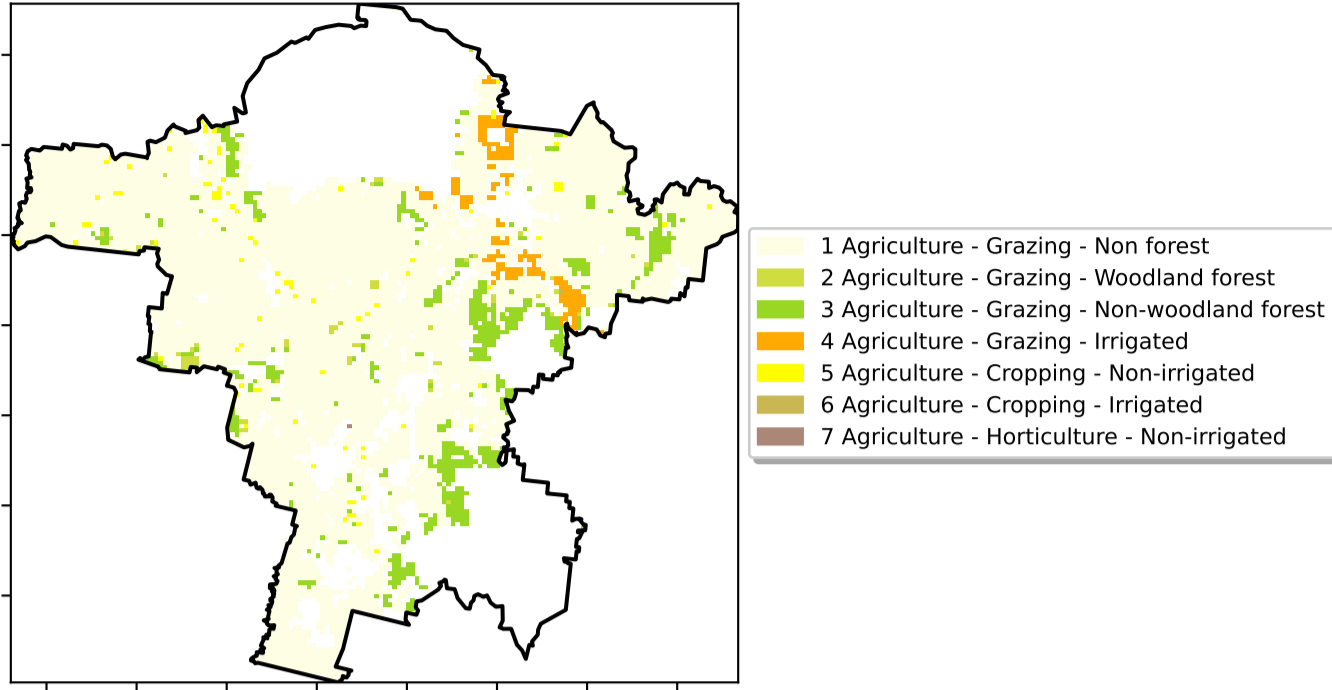 1 Agriculture - Grazing - Non forest
2 Agriculture - Grazing - Woodland forest
3 Agriculture - Grazing - Non-woodland forest
4 Agriculture - Grazing - Irrigated
5 Agriculture - Cropping - Non-irrigated
6 Agriculture - Cropping - Irrigated
7 Agriculture - Horticulture - Non-irrigated